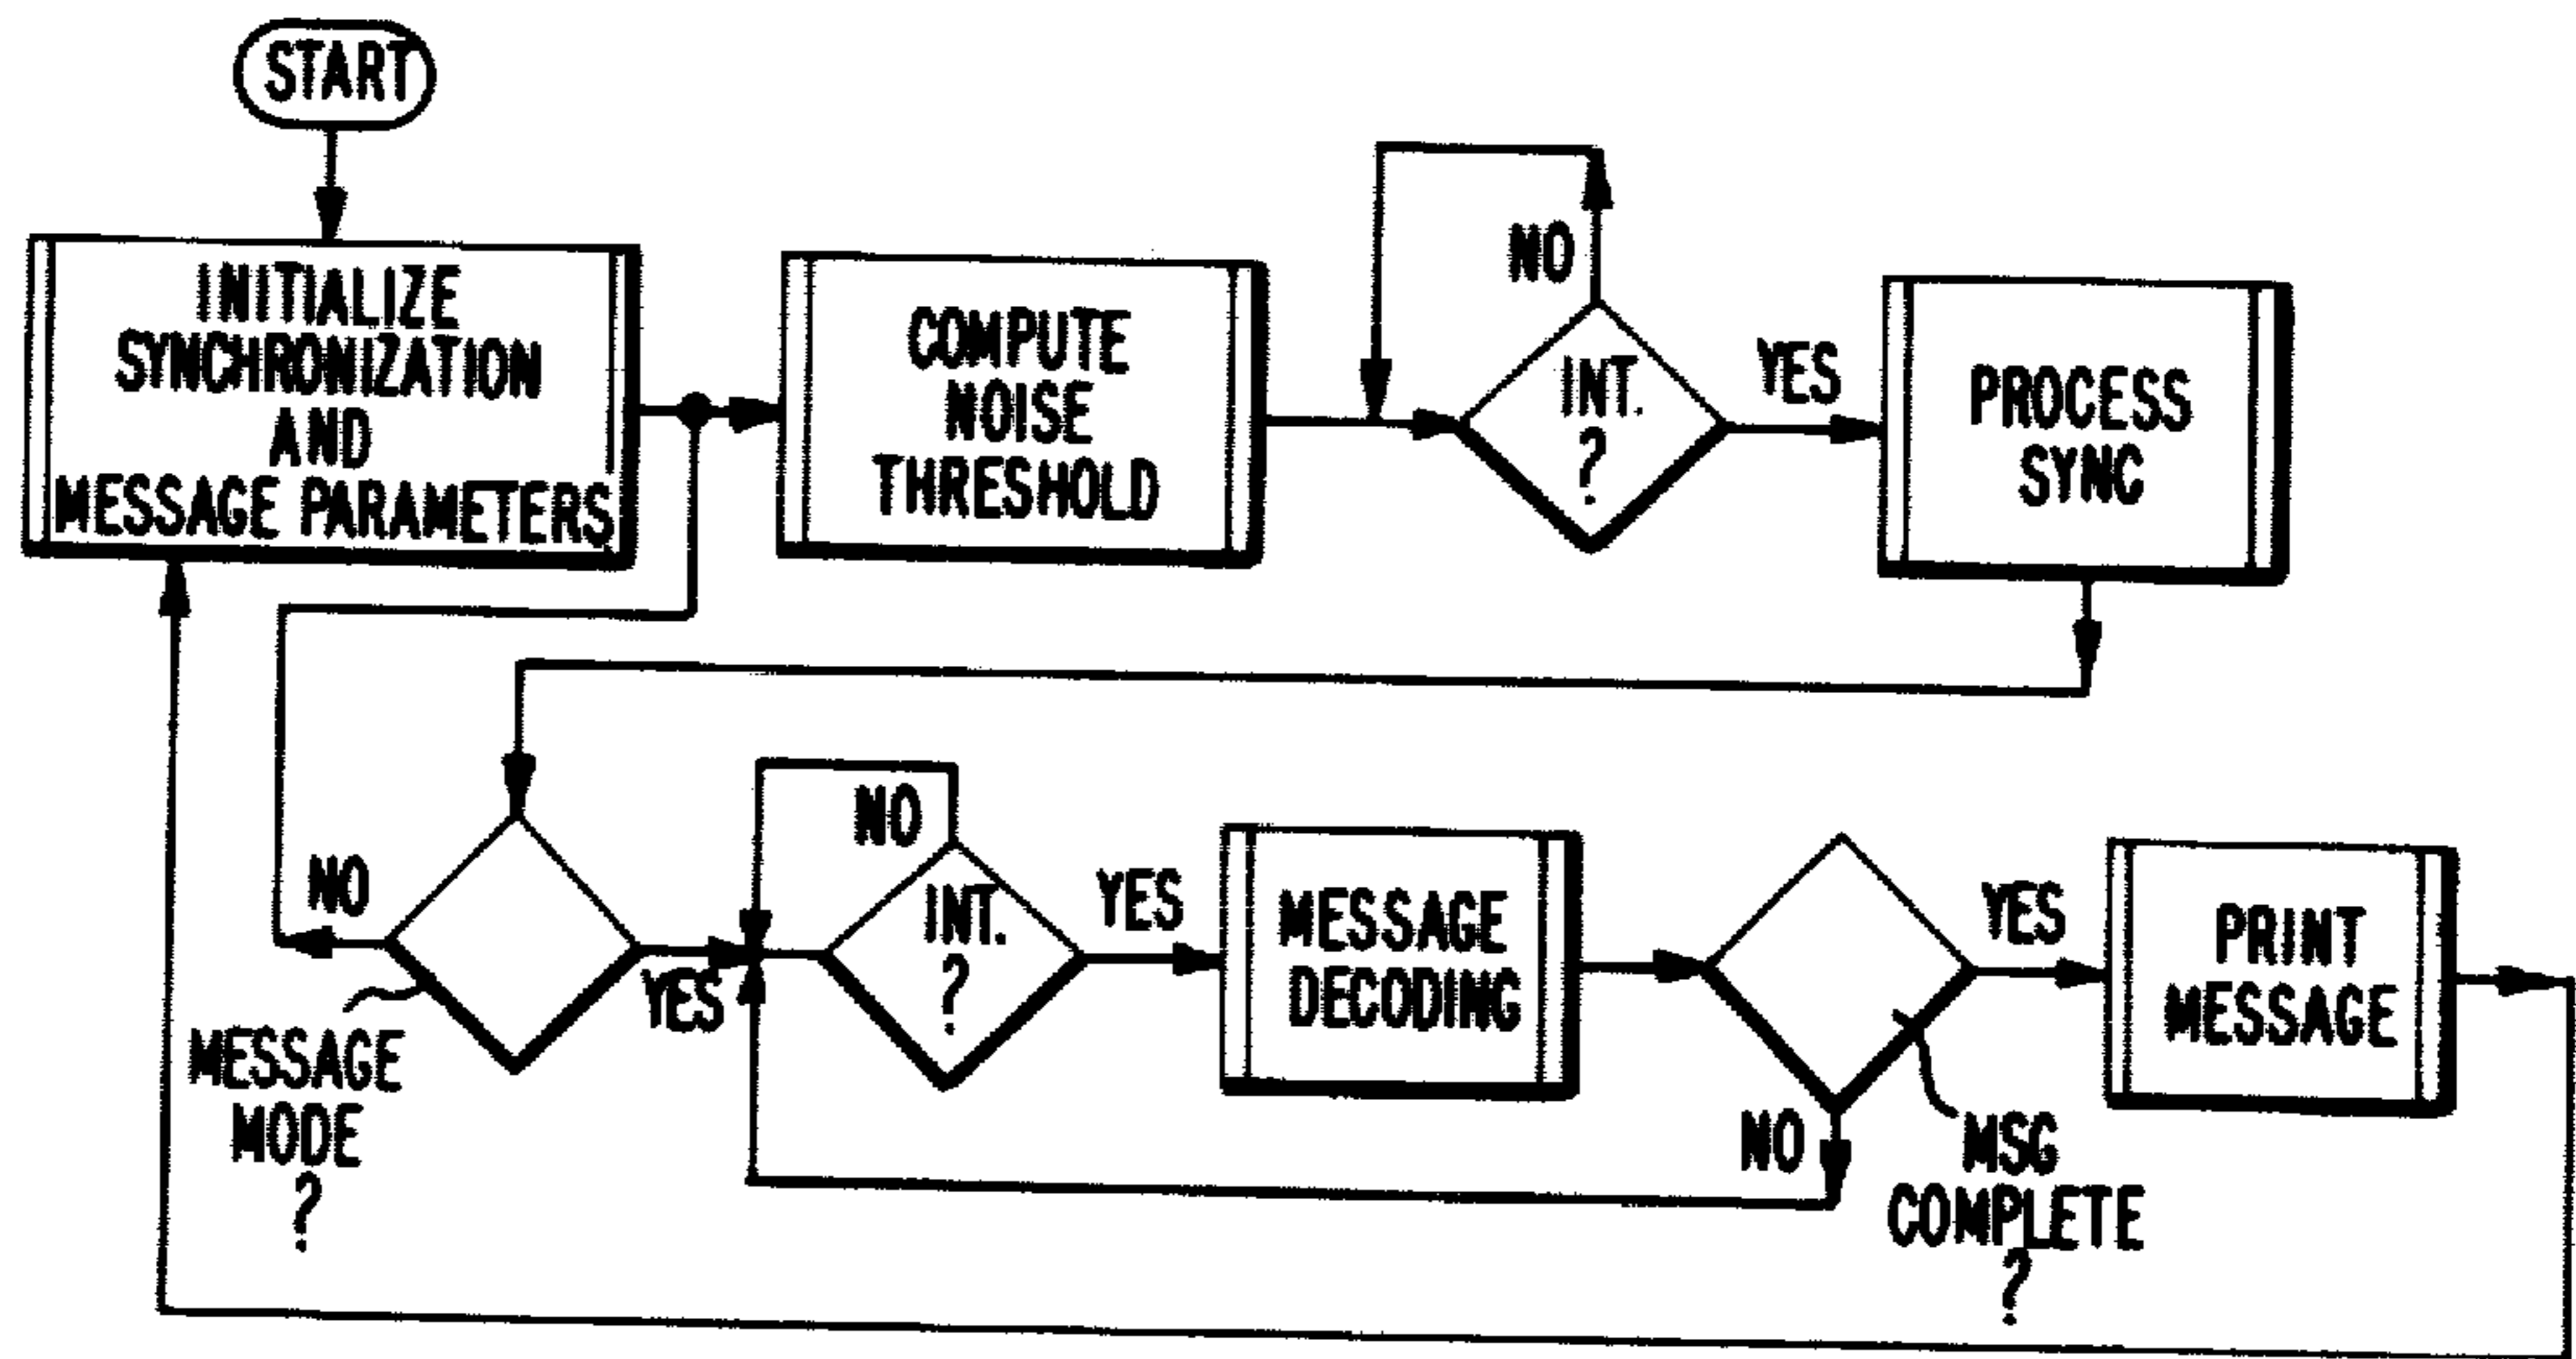 START
INITIALIZE
SYNCHRONIZATION
AND
MESSAGE PARAMETERS
COMPUTE
NOISE
THRESHOLD
NO
INT.
?
YES
PROCESS
SYNC
NO
MESSAGE
MODE
?
YES
NO
INT.
?
YES
MESSAGE
DECODING
NO
MSG
COMPLETE
?
YES
PRINT
MESSAGE